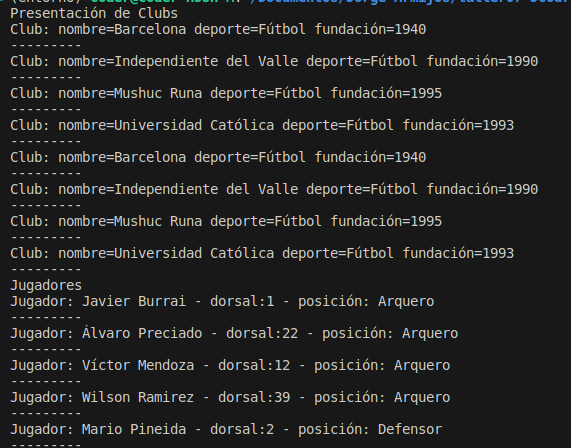 Presentación de Clubs
Club: nombre=Barcelona deporte=Fútbol fundación=1940
---------
Club: nombre=Independiente del Valle deporte=Fútbol fundación=1990
---------
Club: nombre=Mushuc Runa deporte=Fútbol fundación=1995
---------
Club: nombre=Universidad Católica deporte=Fútbol fundación=1993
---------
Club: nombre=Barcelona deporte=Fútbol fundación=1940
---------
Club: nombre=Independiente del Valle deporte=Fútbol fundación=1990
---------
Club: nombre=Mushuc Runa deporte=Fútbol fundación=1995
---------
Club: nombre=Universidad Católica deporte=Fútbol fundación=1993
---------
Jugadores
Jugador: Javier Burrai - dorsal:1 - posición: Arquero
---------
Jugador: Álvaro Preciado - dorsal:22 - posición: Arquero
---------
Jugador: Víctor Mendoza - dorsal:12 - posición: Arquero
---------
Jugador: Wilson Ramirez - dorsal:39 - posición: Arquero
---------
Jugador: Mario Pineida - dorsal:2 - posición: Defensor
---------